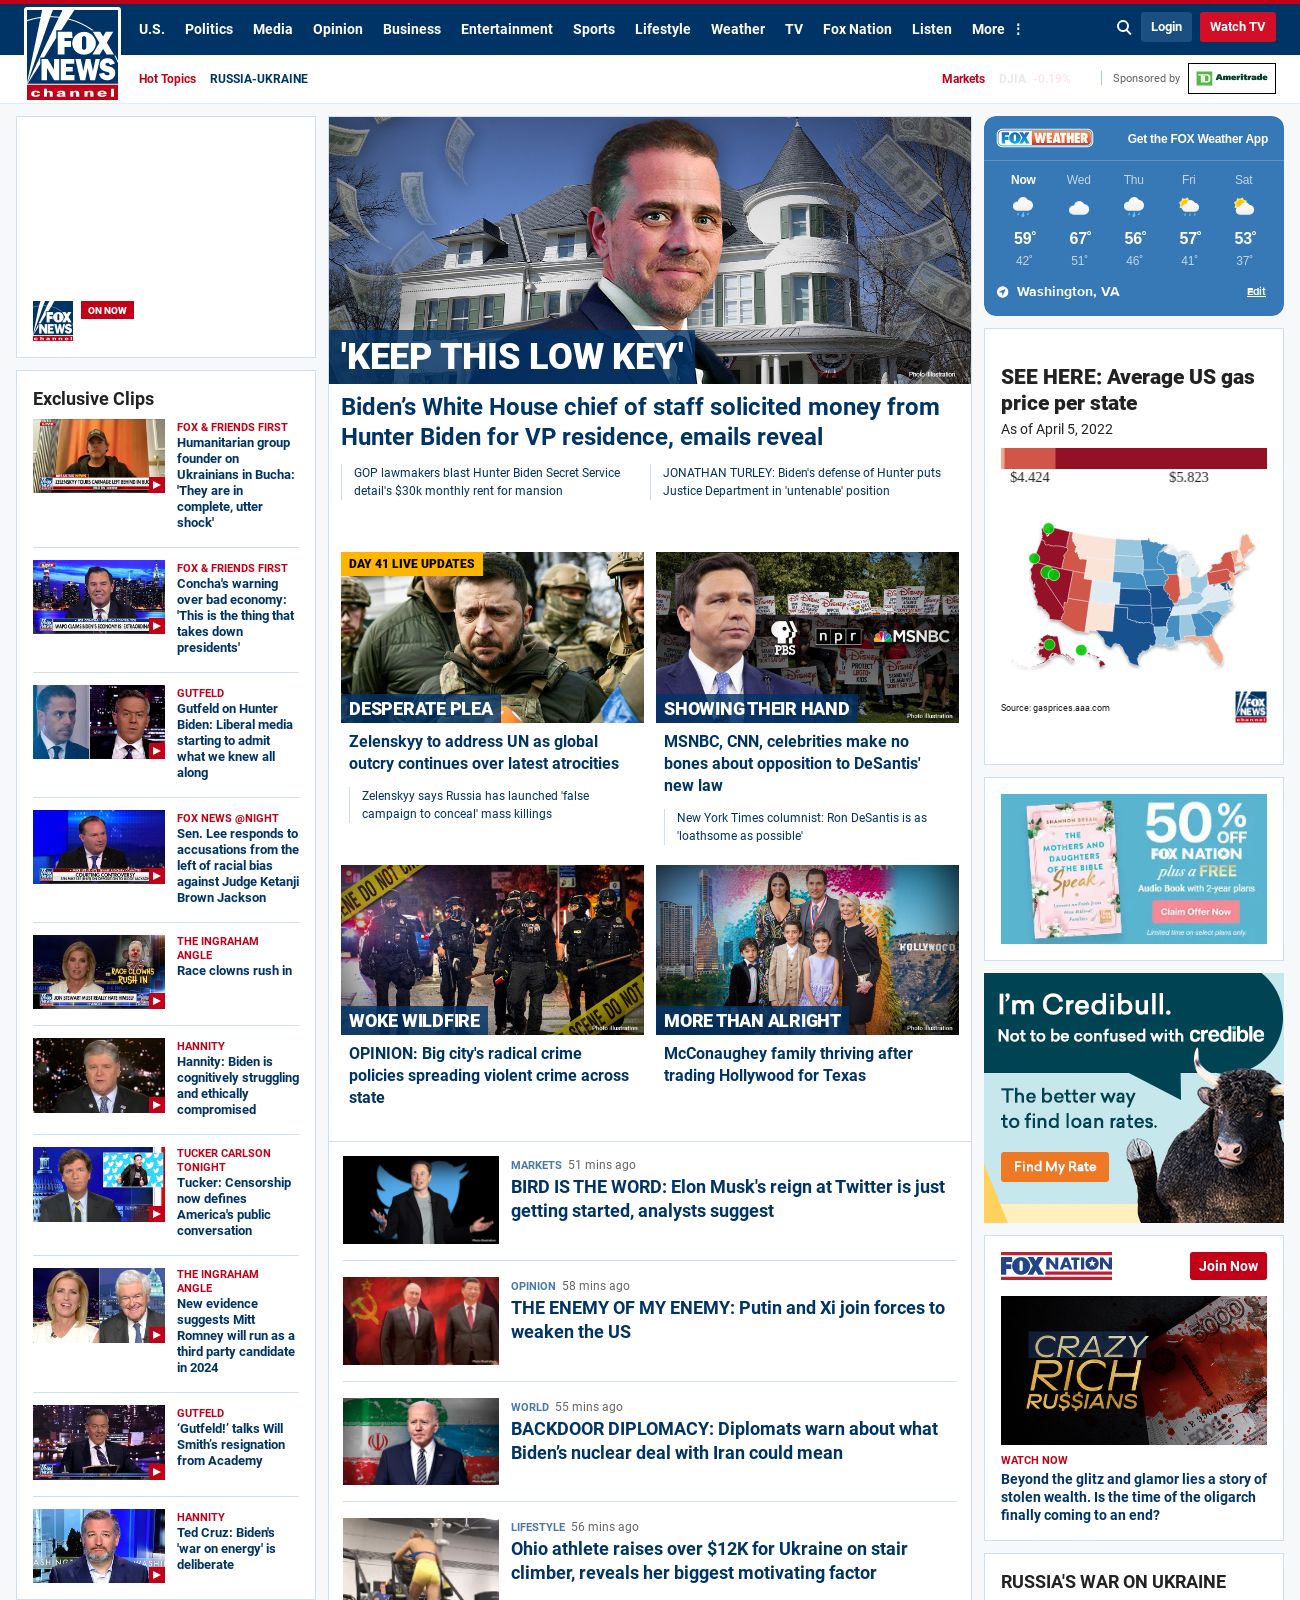 FOX
NEWS
channel
U.S.
Politics
Media
Opinion
Business
Entertainment
Sports
Lifestyle
Weather
TV
Fox Nation
Listen
More
Login
Watch TV
Hot Topics
RUSSIA-UKRAINE
Markets
DJIA -0.19%
Sponsored by
TD Ameritrade
FOX
NEWS
channel
ON NOW
Exclusive Clips
FOX & FRIENDS FIRST
Humanitarian group
founder on
Ukrainians in Bucha:
'They are in
complete, utter
shock'
FOX & FRIENDS FIRST
Concha's warning
over bad economy:
'This is the thing that
takes down
presidents'
GUTFELD
Gutfeld on Hunter
Biden: Liberal media
starting to admit
what we knew all
along
FOX NEWS @NIGHT
Sen. Lee responds to
accusations from the
left of racial bias
against Judge Ketanji
Brown Jackson
COURTING CONTROVERSY
THE INGRAHAM
ANGLE
Race clowns rush in
RACE CLOWNS
RUSH IN
JON STEWART MUST REALLY HATE HIMSELF
HANNITY
Hannity: Biden is
cognitively struggling
and ethically
compromised
TUCKER CARLSON
TONIGHT
Tucker: Censorship
now defines
America's public
conversation
THE INGRAHAM
ANGLE
New evidence
suggests Mitt
Romney will run as a
third party candidate
in 2024
GUTFELD
‘Gutfeld!’ talks Will
Smith’s resignation
from Academy
HANNITY
Ted Cruz: Biden's
'war on energy' is
deliberate
'KEEP THIS LOW KEY'
Photo Illustration
Biden’s White House chief of staff solicited money from
Hunter Biden for VP residence, emails reveal
GOP lawmakers blast Hunter Biden Secret Service
detail's $30k monthly rent for mansion
JONATHAN TURLEY: Biden's defense of Hunter puts
Justice Department in 'untenable' position
DAY 41 LIVE UPDATES
DESPERATE PLEA
Zelenskyy to address UN as global
outcry continues over latest atrocities
Zelenskyy says Russia has launched 'false
campaign to conceal' mass killings
PBS
npr
MSNBC
SHOWING THEIR HAND
Photo Illustration
MSNBC, CNN, celebrities make no
bones about opposition to DeSantis'
new law
New York Times columnist: Ron DeSantis is as
'loathsome as possible'
WOKE WILDFIRE
Photo Illustration
OPINION: Big city's radical crime
policies spreading violent crime across
state
HOLLYWOOD
MORE THAN ALRIGHT
Photo Illustration
McConaughey family thriving after
trading Hollywood for Texas
MARKETS 51 mins ago
BIRD IS THE WORD: Elon Musk's reign at Twitter is just
getting started, analysts suggest
OPINION 58 mins ago
THE ENEMY OF MY ENEMY: Putin and Xi join forces to
weaken the US
WORLD 55 mins ago
BACKDOOR DIPLOMACY: Diplomats warn about what
Biden’s nuclear deal with Iran could mean
LIFESTYLE 56 mins ago
Ohio athlete raises over $12K for Ukraine on stair
climber, reveals her biggest motivating factor
FOX WEATHER
Get the FOX Weather App
Now Wed Thu Fri Sat
59° 67° 56° 57° 53°
42° 51° 46° 41° 37°
Washington, VA
Edit
SEE HERE: Average US gas
price per state
As of April 5, 2022
$4.424 $5.823
Source: gasprices.aaa.com
FOX
NEWS
channel
SHANNON BREAM
THE
MOTHERS AND
DAUGHTERS
OF THE BIBLE
Speak
50% OFF
FOX NATION
plus a FREE
Audio Book with 2-year plans
Claim Offer Now
Limited time on select plans only.
I’m Credibull.
Not to be confused with credible
The better way
to find loan rates.
Find My Rate
FOX NATION
Join Now
CRAZY
RICH
RU$$IANS
WATCH NOW
Beyond the glitz and glamor lies a story of
stolen wealth. Is the time of the oligarch
finally coming to an end?
RUSSIA'S WAR ON UKRAINE